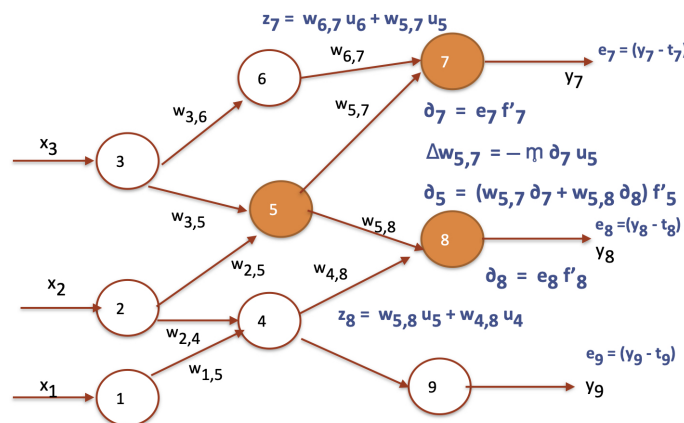 z7 = w6,7 u6 + w5,7 u5
e7 = (y7 - t7)
w6,7
7
6
y7
w3,6
w5,7
∂7 = e7 f'7
x3
3
Δw5,7 = – η ∂7 u5
∂5 = (w5,7 ∂7 + w5,8 ∂8) f'5
5
w3,5
w5,8
e8 =(y8 - t8)
8
y8
w2,5
w4,8
∂8 = e8 f'8
x2
2
4
z8 = w5,8 u5 + w4,8 u4
w2,4
w1,5
e9 =(y9 - t9)
x1
1
9
y9